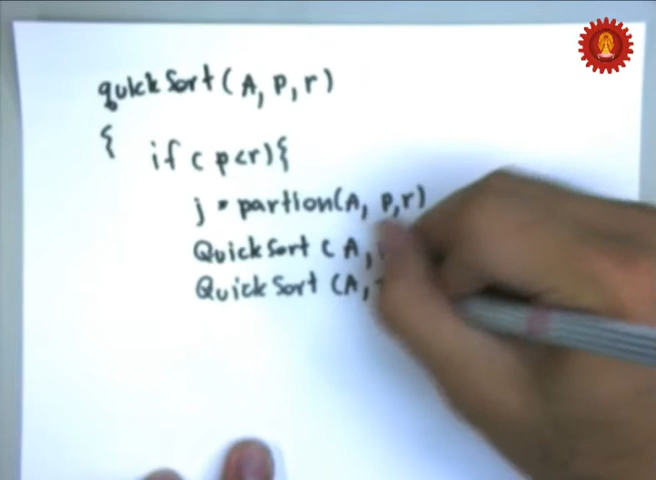 quickSort(A, P, r)
{ if ( p<r){
j = partion(A, P,r)
QuickSort ( A,
QuickSort (A,